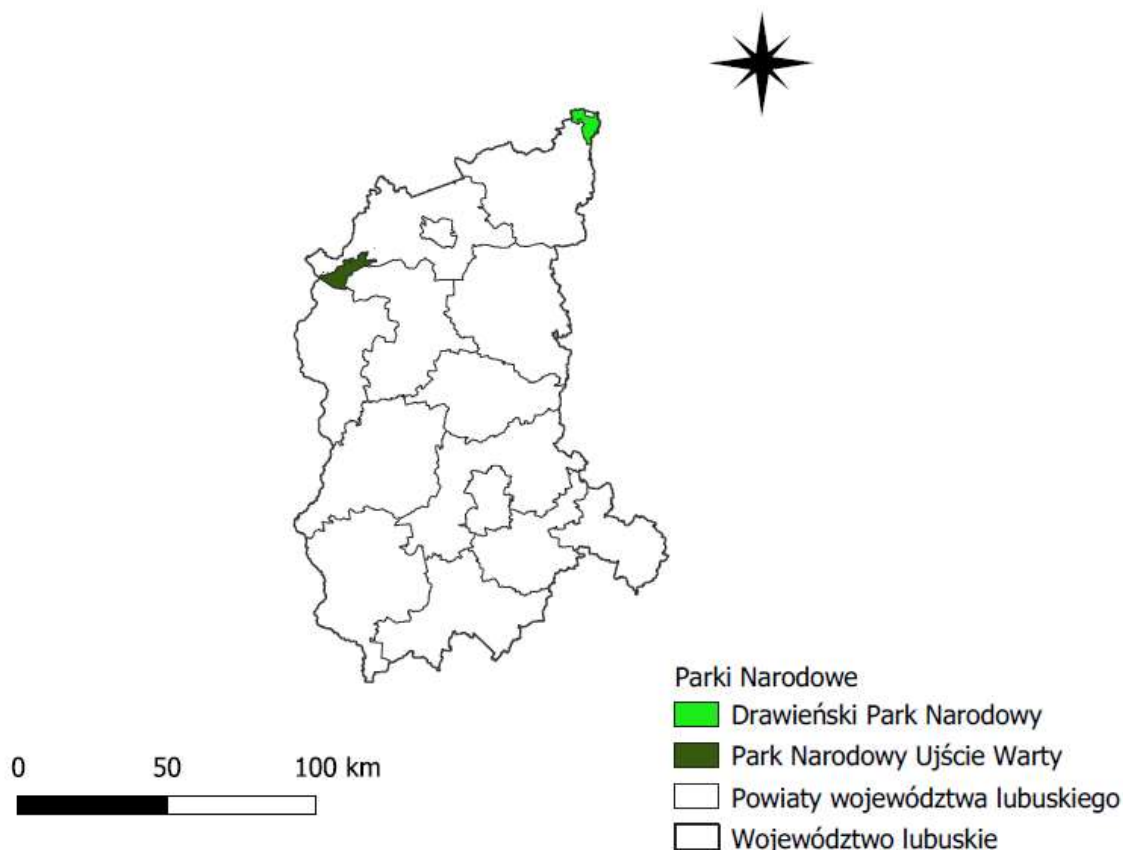 Parki Narodowe
Drawieński Park Narodowy
Park Narodowy Ujście Warty
Powiaty województwa lubuskiego
Województwo lubuskie
0 50 100 km